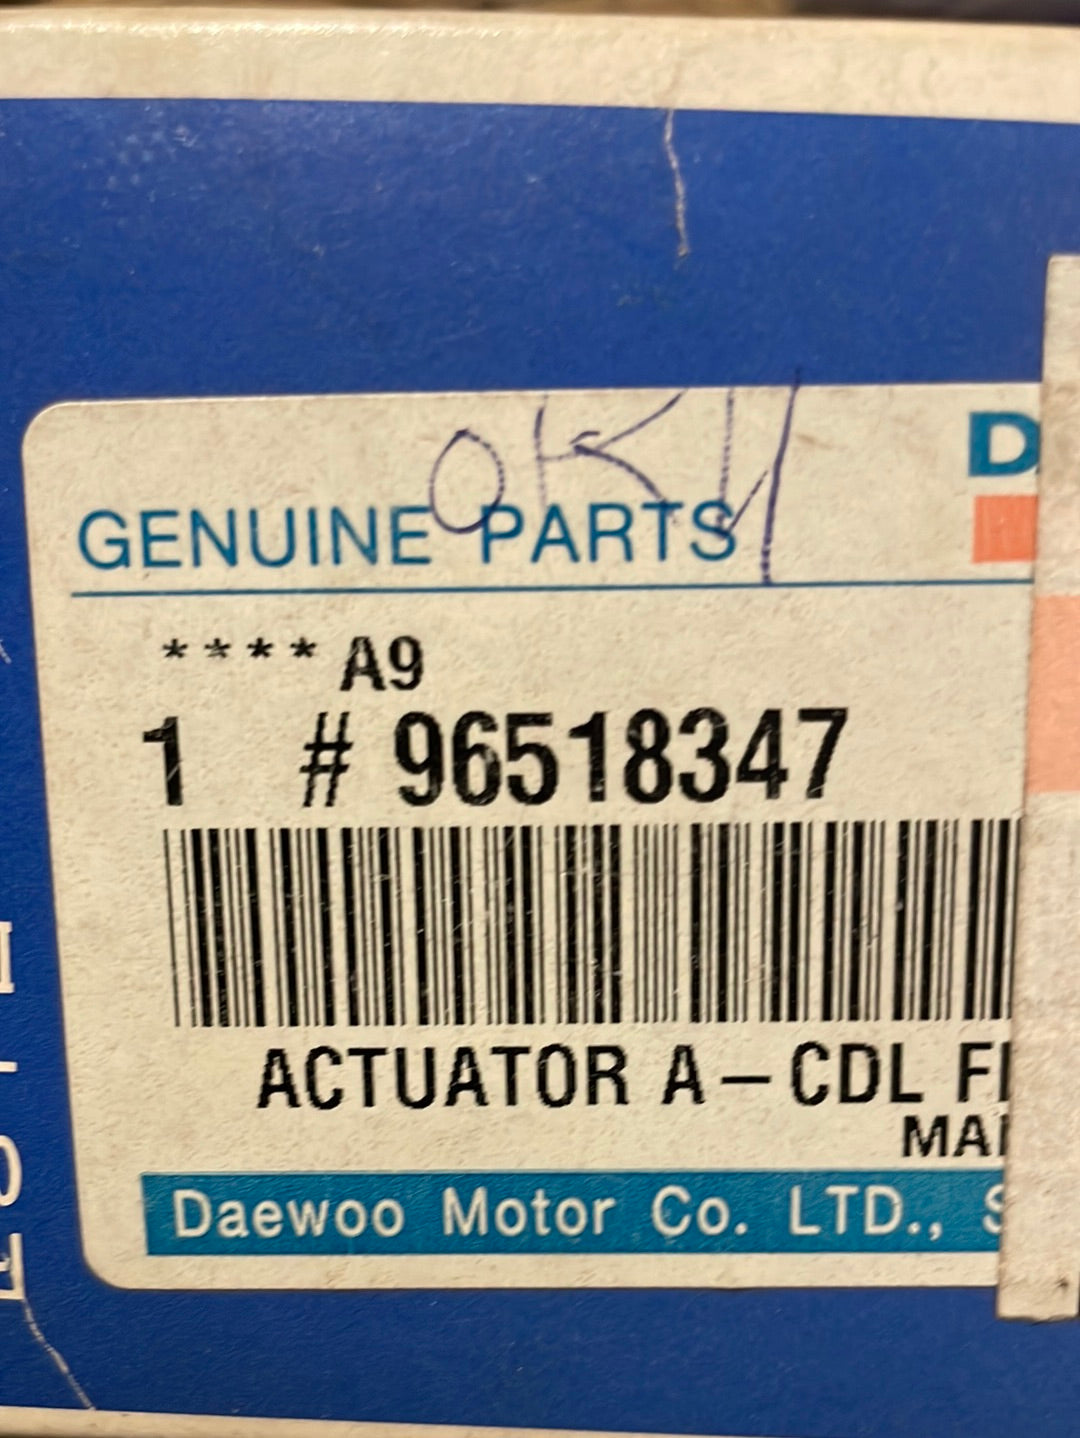 D
GENUINE PARTS
**** A9
1 # 96518347
ACTUATOR A - CDL
Daewoo Motor Co. LTD.,